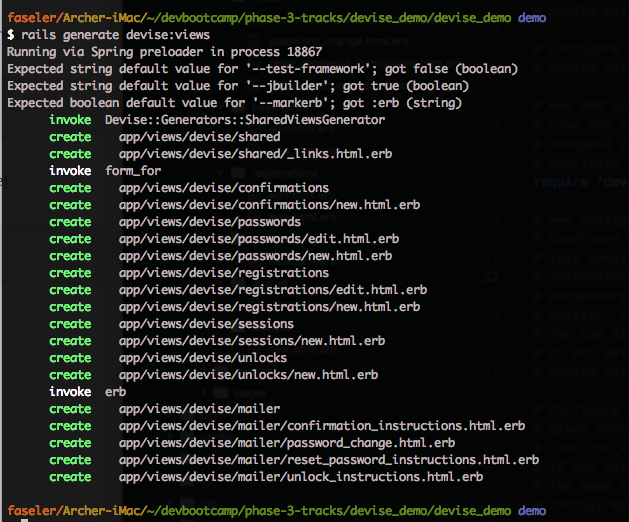 faseler/Archer-iMac/~/devbootcamp/phase-3-tracks/devise_demo/devise_demo demo
$ rails generate devise:views
Running via Spring preloader in process 18867
Expected string default value for '--test-framework'; got false (boolean)
Expected string default value for '--jbuilder'; got true (boolean)
Expected boolean default value for '--markerb'; got :erb (string)
invoke Devise::Generators::SharedViewsGenerator
create app/views/devise/shared
create app/views/devise/shared/_links.html.erb
invoke form_for
create app/views/devise/confirmations
create app/views/devise/confirmations/new.html.erb
create app/views/devise/passwords
create app/views/devise/passwords/edit.html.erb
create app/views/devise/passwords/new.html.erb
create app/views/devise/registrations
create app/views/devise/registrations/edit.html.erb
create app/views/devise/registrations/new.html.erb
create app/views/devise/sessions
create app/views/devise/sessions/new.html.erb
create app/views/devise/unlocks
create app/views/devise/unlocks/new.html.erb
invoke erb
create app/views/devise/mailer
create app/views/devise/mailer/confirmation_instructions.html.erb
create app/views/devise/mailer/password_change.html.erb
create app/views/devise/mailer/reset_password_instructions.html.erb
create app/views/devise/mailer/unlock_instructions.html.erb
faseler/Archer-iMac/~/devbootcamp/phase-3-tracks/devise_demo/devise_demo demo